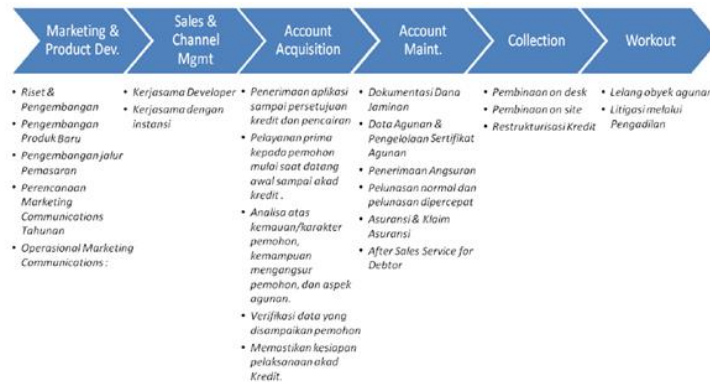 Marketing &
Product Dev.
Sales &
Channel
Mgmt
Account
Acquisition
Account
Maint.
Collection
Workout
• Riset &
Pengembangan
• Pengembangan
Produk Baru
• Pengembangan jalur
Pemasaran
• Perencanaan
Marketing
Communications
Tahunan
• Operasional Marketing
Communications :
• Kerjasama Developer
• Kerjasama dengan
instansi
• Penerimaan aplikasi
sampai persetujuan
kredit dan pencairan
• Pelayanan prima
kepada pemohon
mulai saat datang
awal sampai akad
kredit .
• Analisa atas
kemauan/karakter
pemohon,
kemampuan
mengangsur
pemohon, dan aspek
agunan.
• Verifikasi data yang
disampaikan pemohon
• Memastikan kesiapan
pelaksanaan akad
Kredit.
• Dokumentasi Dana
Jaminan
• Data Agunan &
Pengelolaan Sertifikat
Agunan
• Penerimaan Angsuran
• Pelunasan normal dan
pelunasan dipercepat
• Asuransi & Klaim
Asuransi
• After Sales Service for
Debtor
• Pembinaan on desk
• Pembinaan on site
• Restrukturisasi Kredit
• Lelang obyek agunan
• Litigasi melalui
Pengadilan